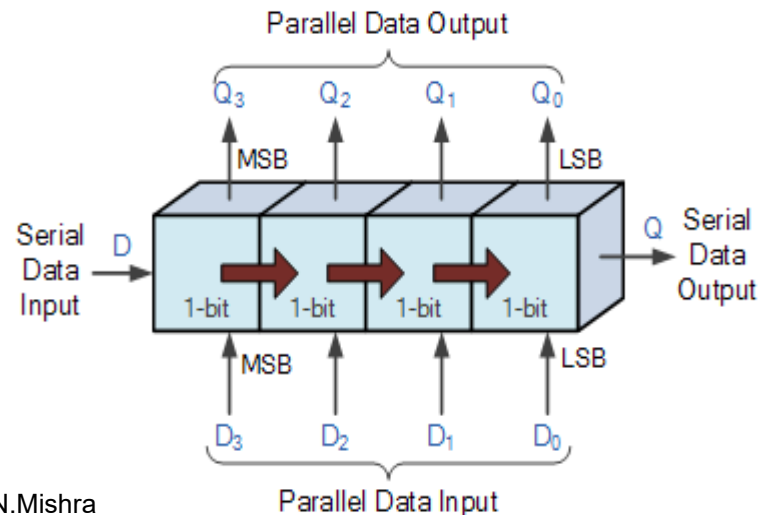 Parallel Data Output
Q₃ Q₂ Q₁ Q₀
MSB LSB
Serial Data Input
D
1-bit 1-bit 1-bit 1-bit
Q
Serial Data Output
MSB LSB
D₃ D₂ D₁ D₀
N.Mishra
Parallel Data Input